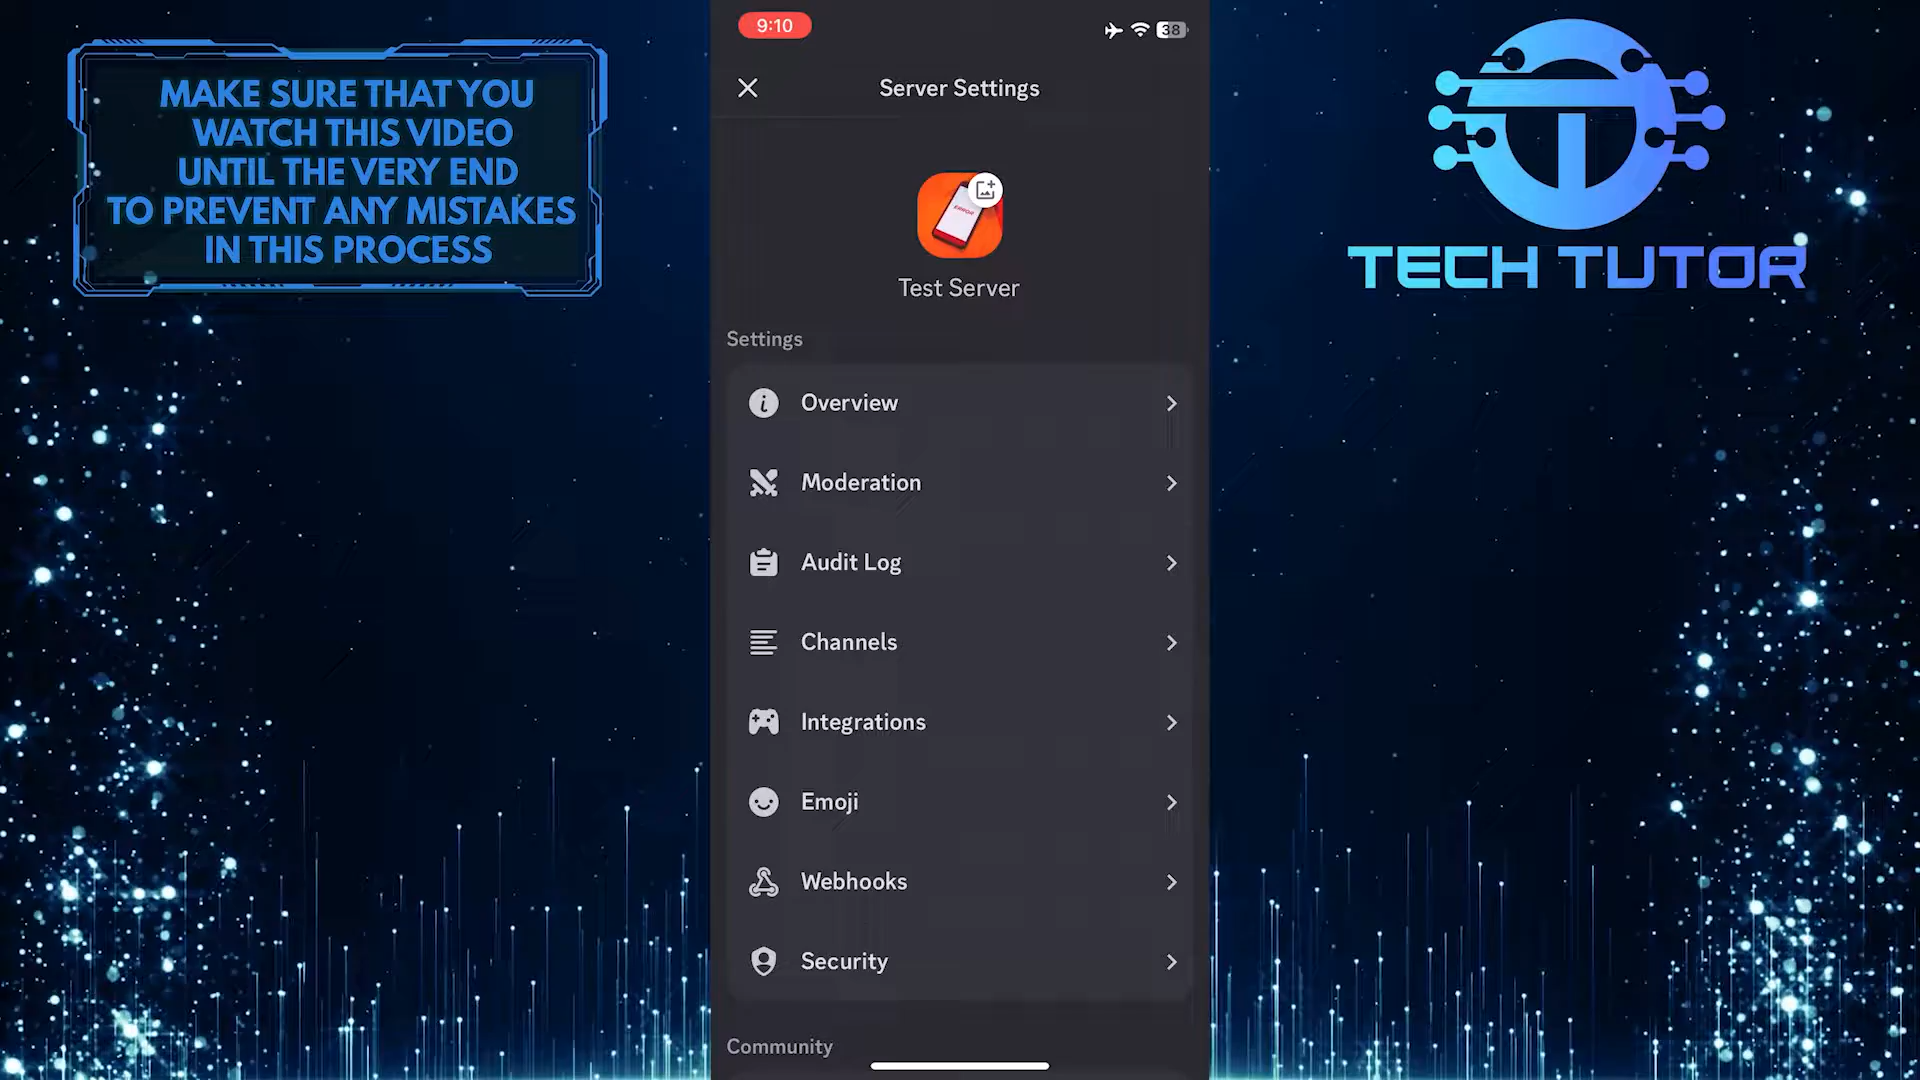 MAKE SURE THAT YOU
WATCH THIS VIDEO
UNTIL THE VERY END
TO PREVENT ANY MISTAKES
IN THIS PROCESS
9:10
38
Server Settings
ERROR
Test Server
Settings
Overview
Moderation
Audit Log
Channels
Integrations
Emoji
Webhooks
Security
Community
TECH TUTOR